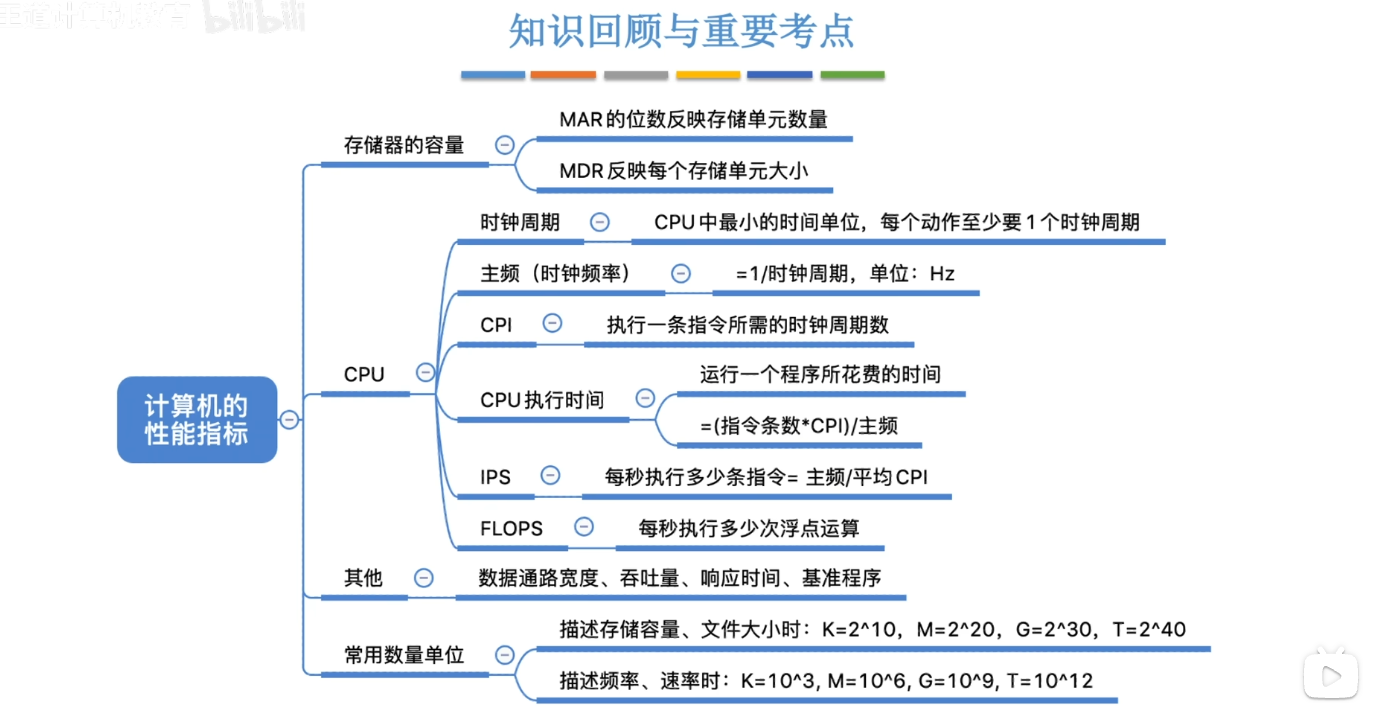 王道计算机教育 bilibili
知识回顾与重要考点
存储器的容量
MAR的位数反映存储单元数量
MDR反映每个存储单元大小
时钟周期
CPU中最小的时间单位，每个动作至少要1个时钟周期
主频（时钟频率）
=1/时钟周期，单位：Hz
CPI
执行一条指令所需的时钟周期数
CPU
计算机的
性能指标
CPU执行时间
运行一个程序所花费的时间
=(指令条数*CPI)/主频
IPS
每秒执行多少条指令= 主频/平均CPI
FLOPS
每秒执行多少次浮点运算
其他
数据通路宽度、吞吐量、响应时间、基准程序
常用数量单位
描述存储容量、文件大小时：K=2^10，M=2^20，G=2^30，T=2^40
描述频率、速率时：K=10^3, M=10^6, G=10^9, T=10^12